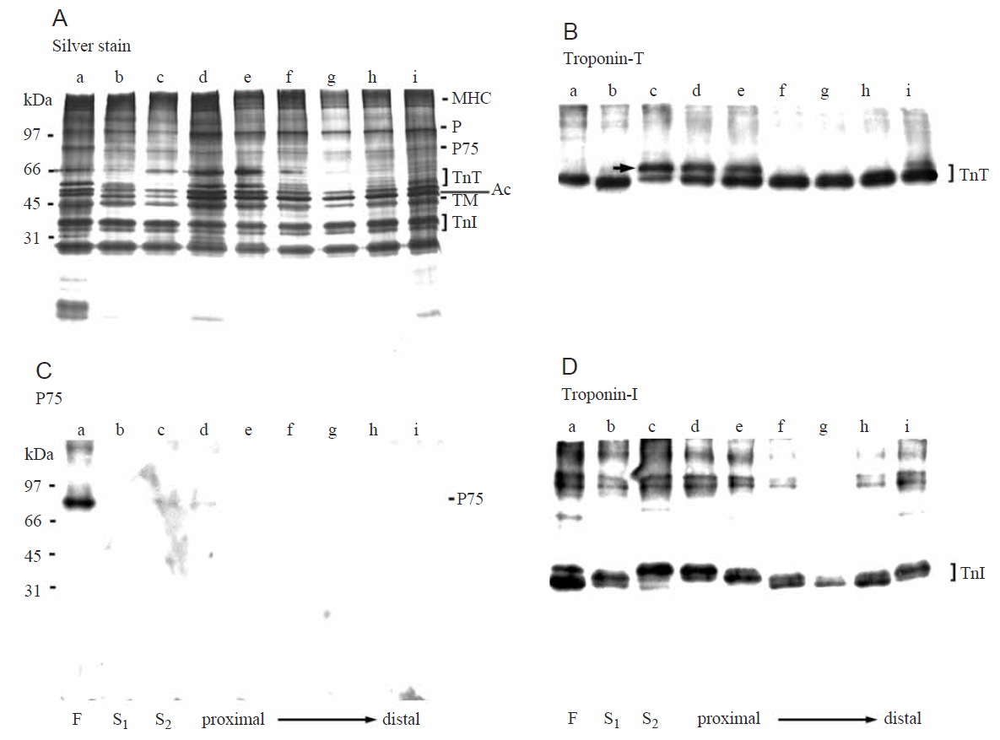 A
Silver stain
a b c d e f g h i
kDa
97
66
45
31
MHC
P
P75
TnT
Ac
TM
TnI
B
Troponin-T
a b c d e f g h i
TnT
C
P75
a b c d e f g h i
kDa
97
66
45
31
P75
F S1 S2 proximal distal
D
Troponin-I
a b c d e f g h i
TnI
F S1 S2 proximal distal